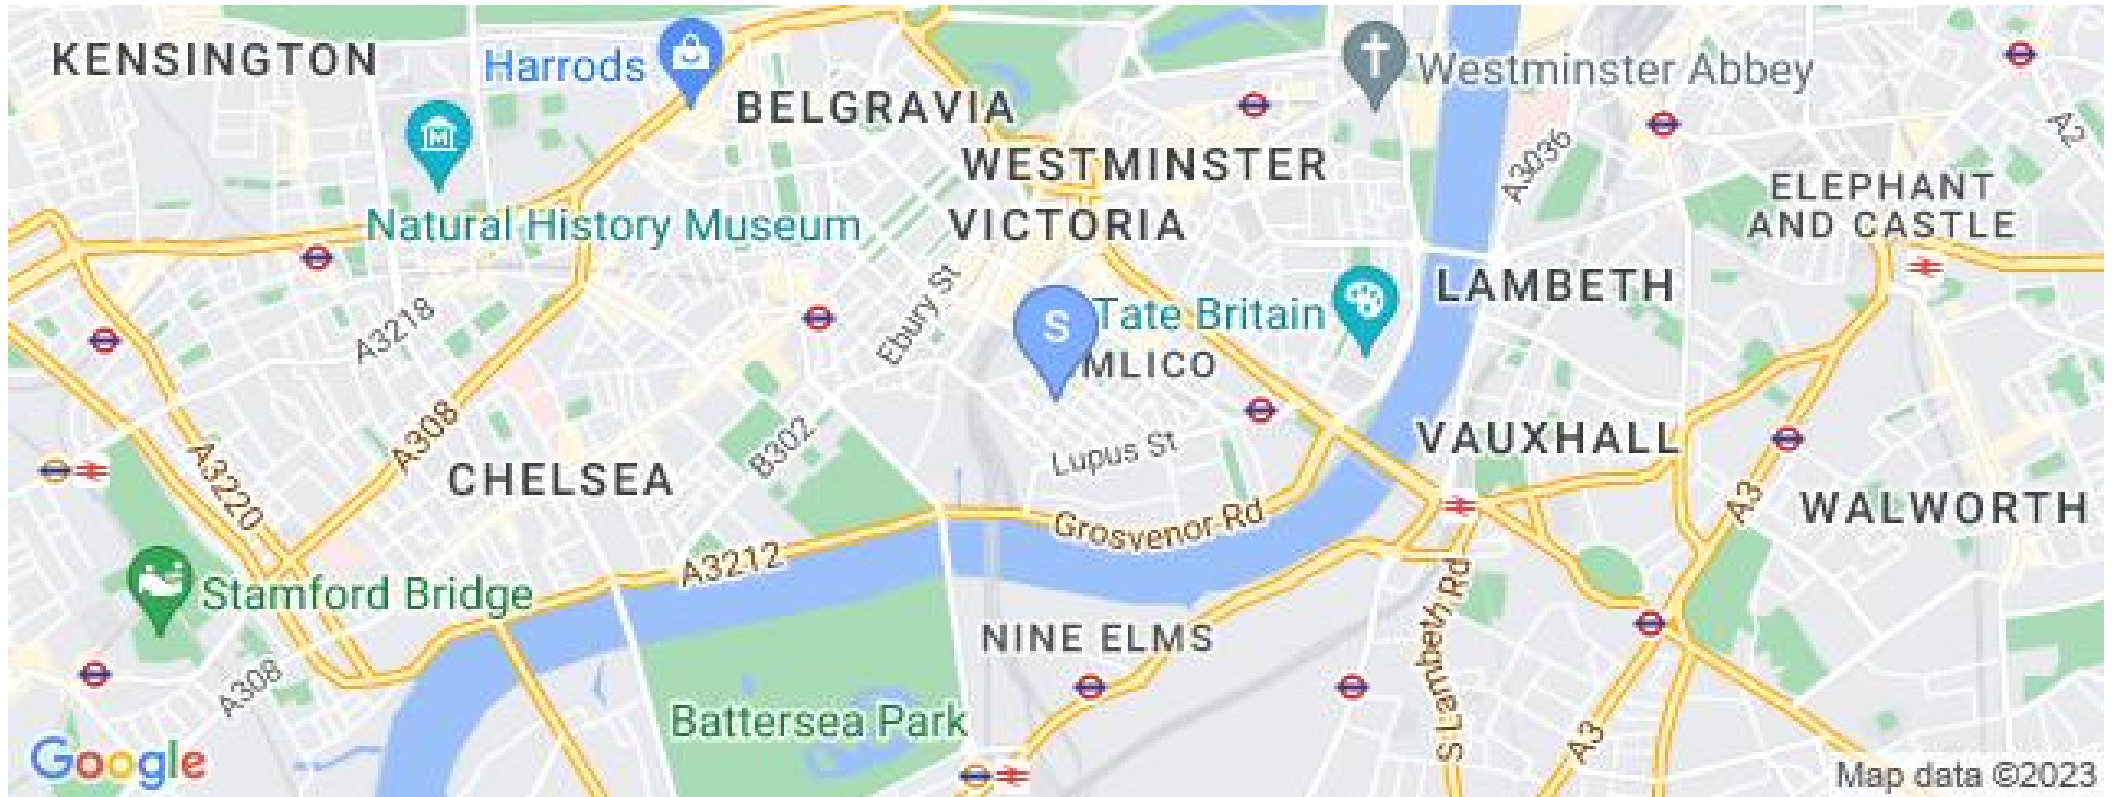 KENSINGTON
Harrods
BELGRAVIA
Westminster Abbey
A2
A3036
WESTMINSTER
ELEPHANT
AND CASTLE
Natural History Museum
VICTORIA
LAMBETH
Ebury St
A3218
S
Tate Britain
MLICO
A308
B302
Lupus St
VAUXHALL
CHELSEA
A3220
A3
WALWORTH
Grosvenor Rd
A3212
Stamford Bridge
S Lambeth Rd
NINE ELMS
A308
Battersea Park
A3
Google
Map data ©2023